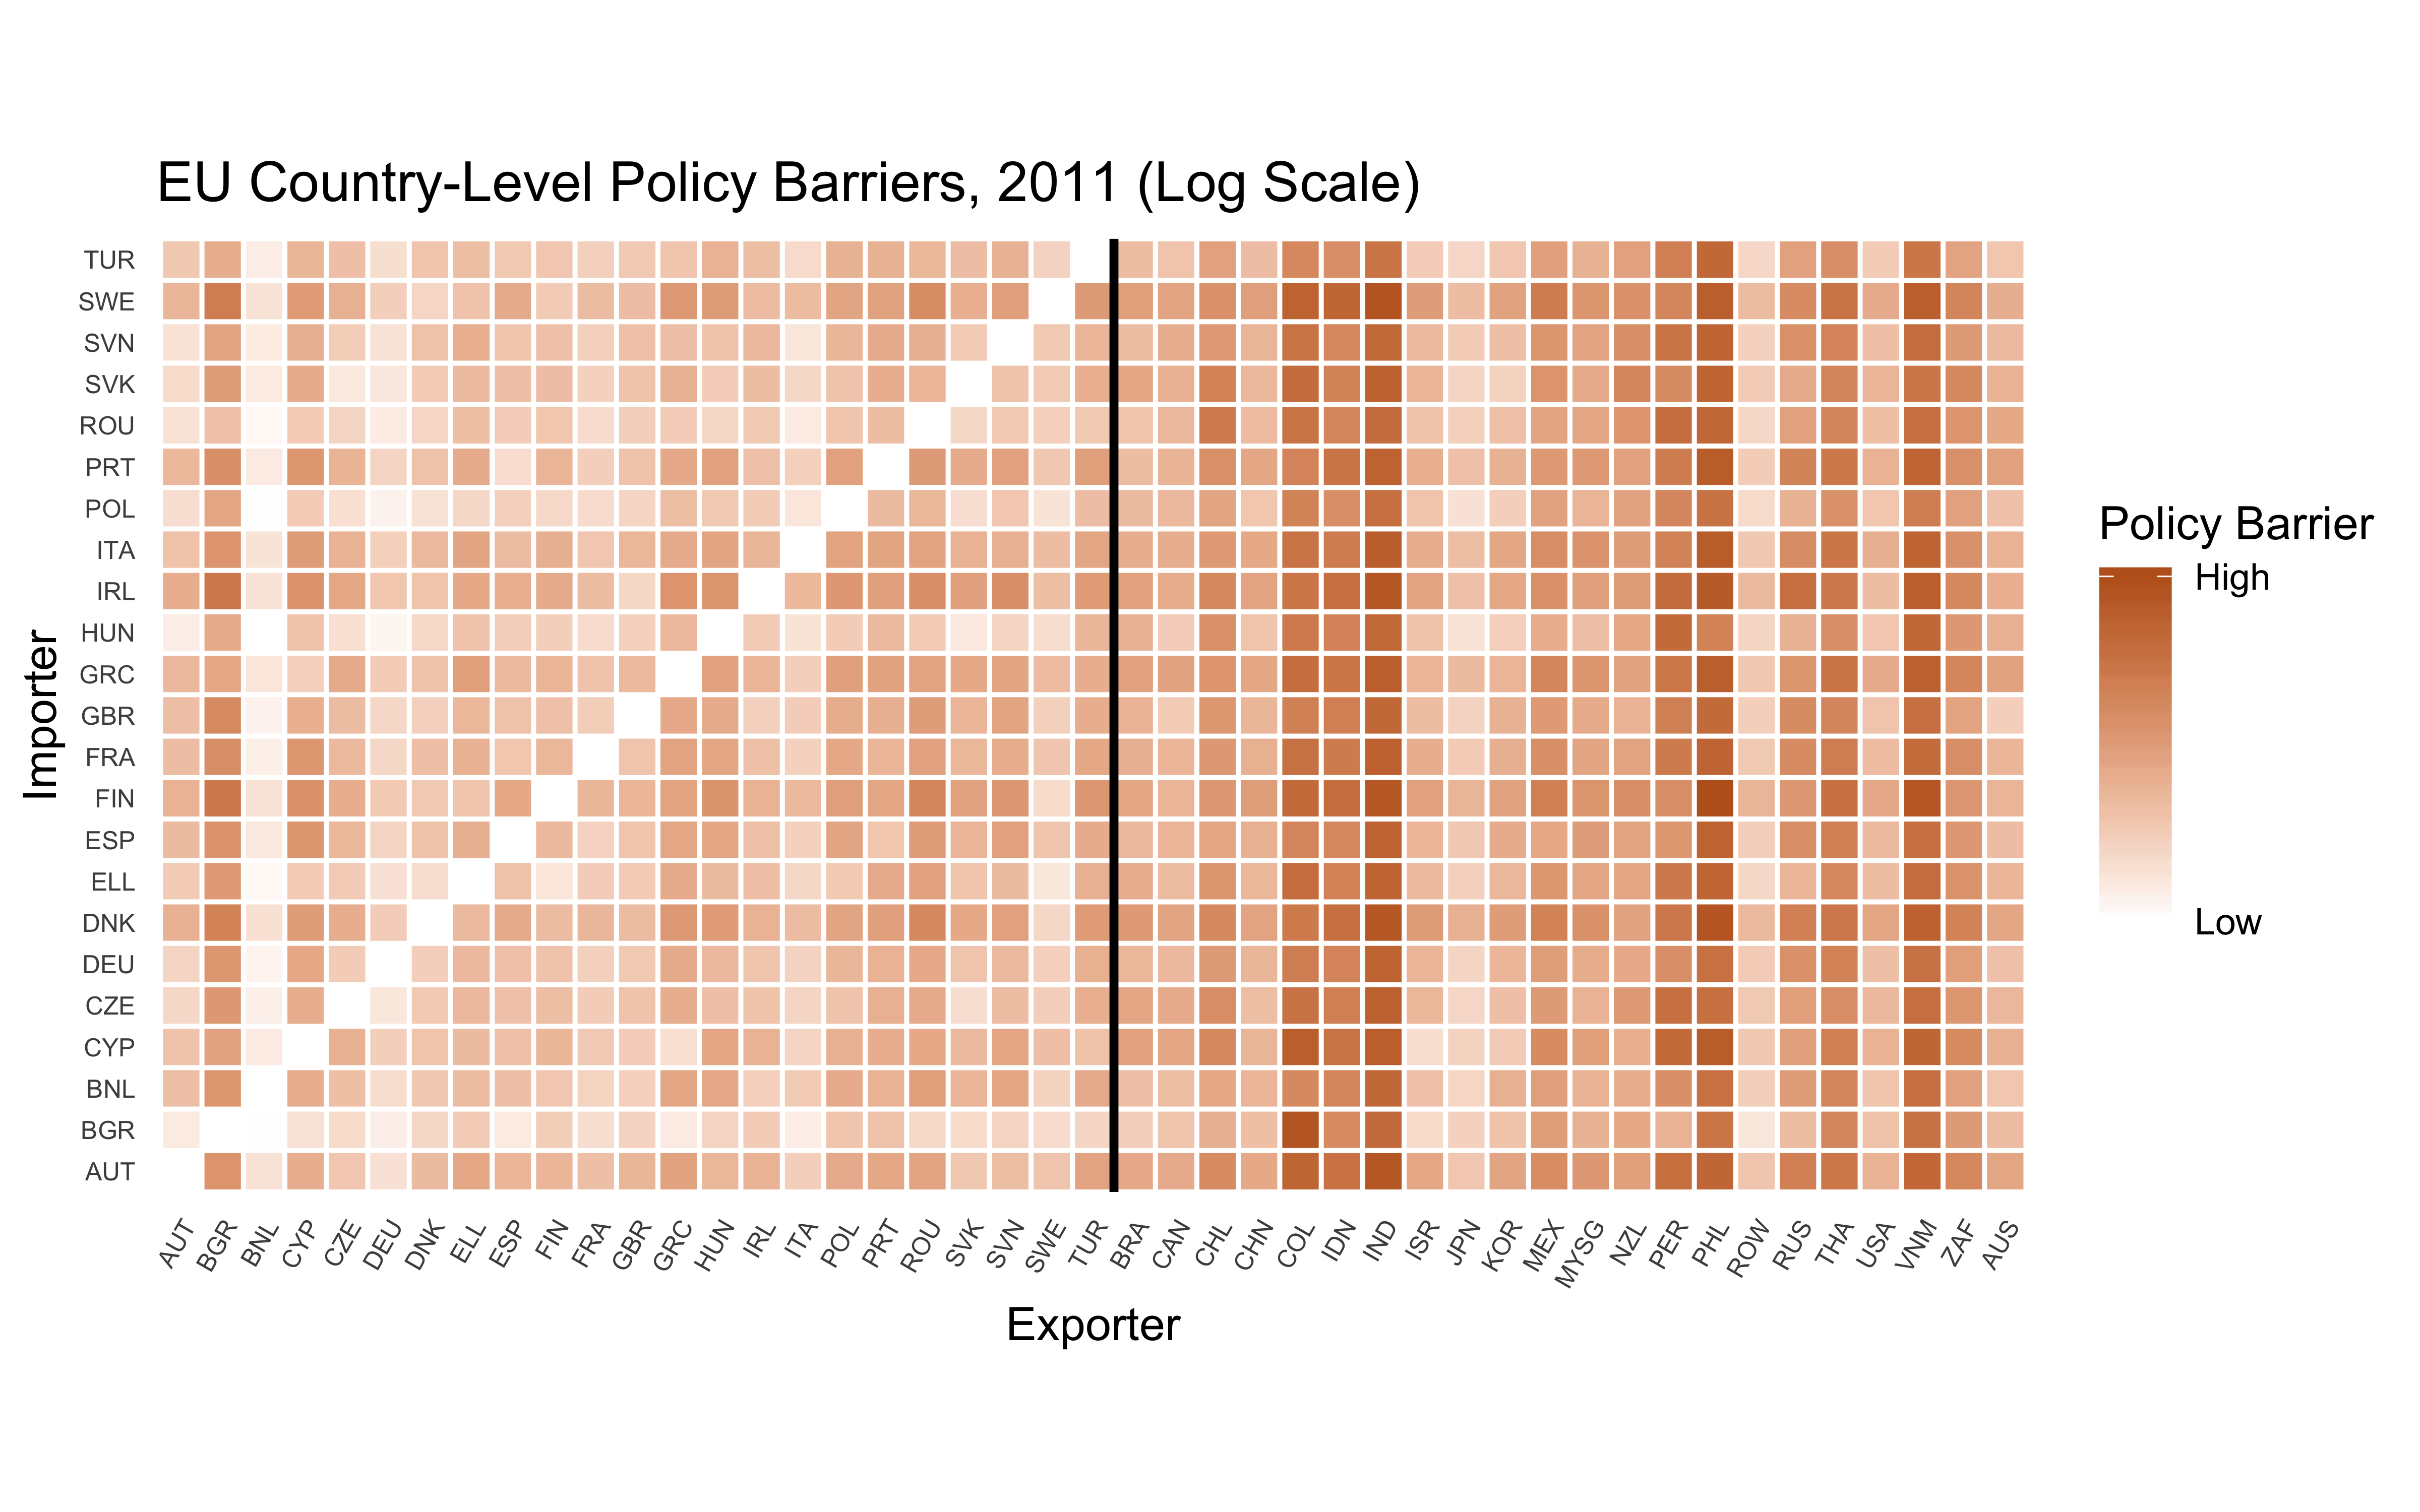 EU Country-Level Policy Barriers, 2011 (Log Scale)
TUR
SWE
SVN
SVK
ROU
PRT
POL
ITA
IRL
HUN
GRC
GBR
FRA
FIN
ESP
ELL
DNK
DEU
CZE
CYP
BNL
BGR
AUT
Importer
AUT BGR BNL CYP CZE DEU DNK ELL ESP FIN FRA GBR GRC HUN IRL ITA POL PRT ROU SVK SVN SWE TUR BRA CAN CHL CHN COL IDN IND ISR JPN KOR MEX MYSG NZL PER PHL ROW RUS THA USA VNM ZAF AUS
Exporter
Policy Barrier
High
Low